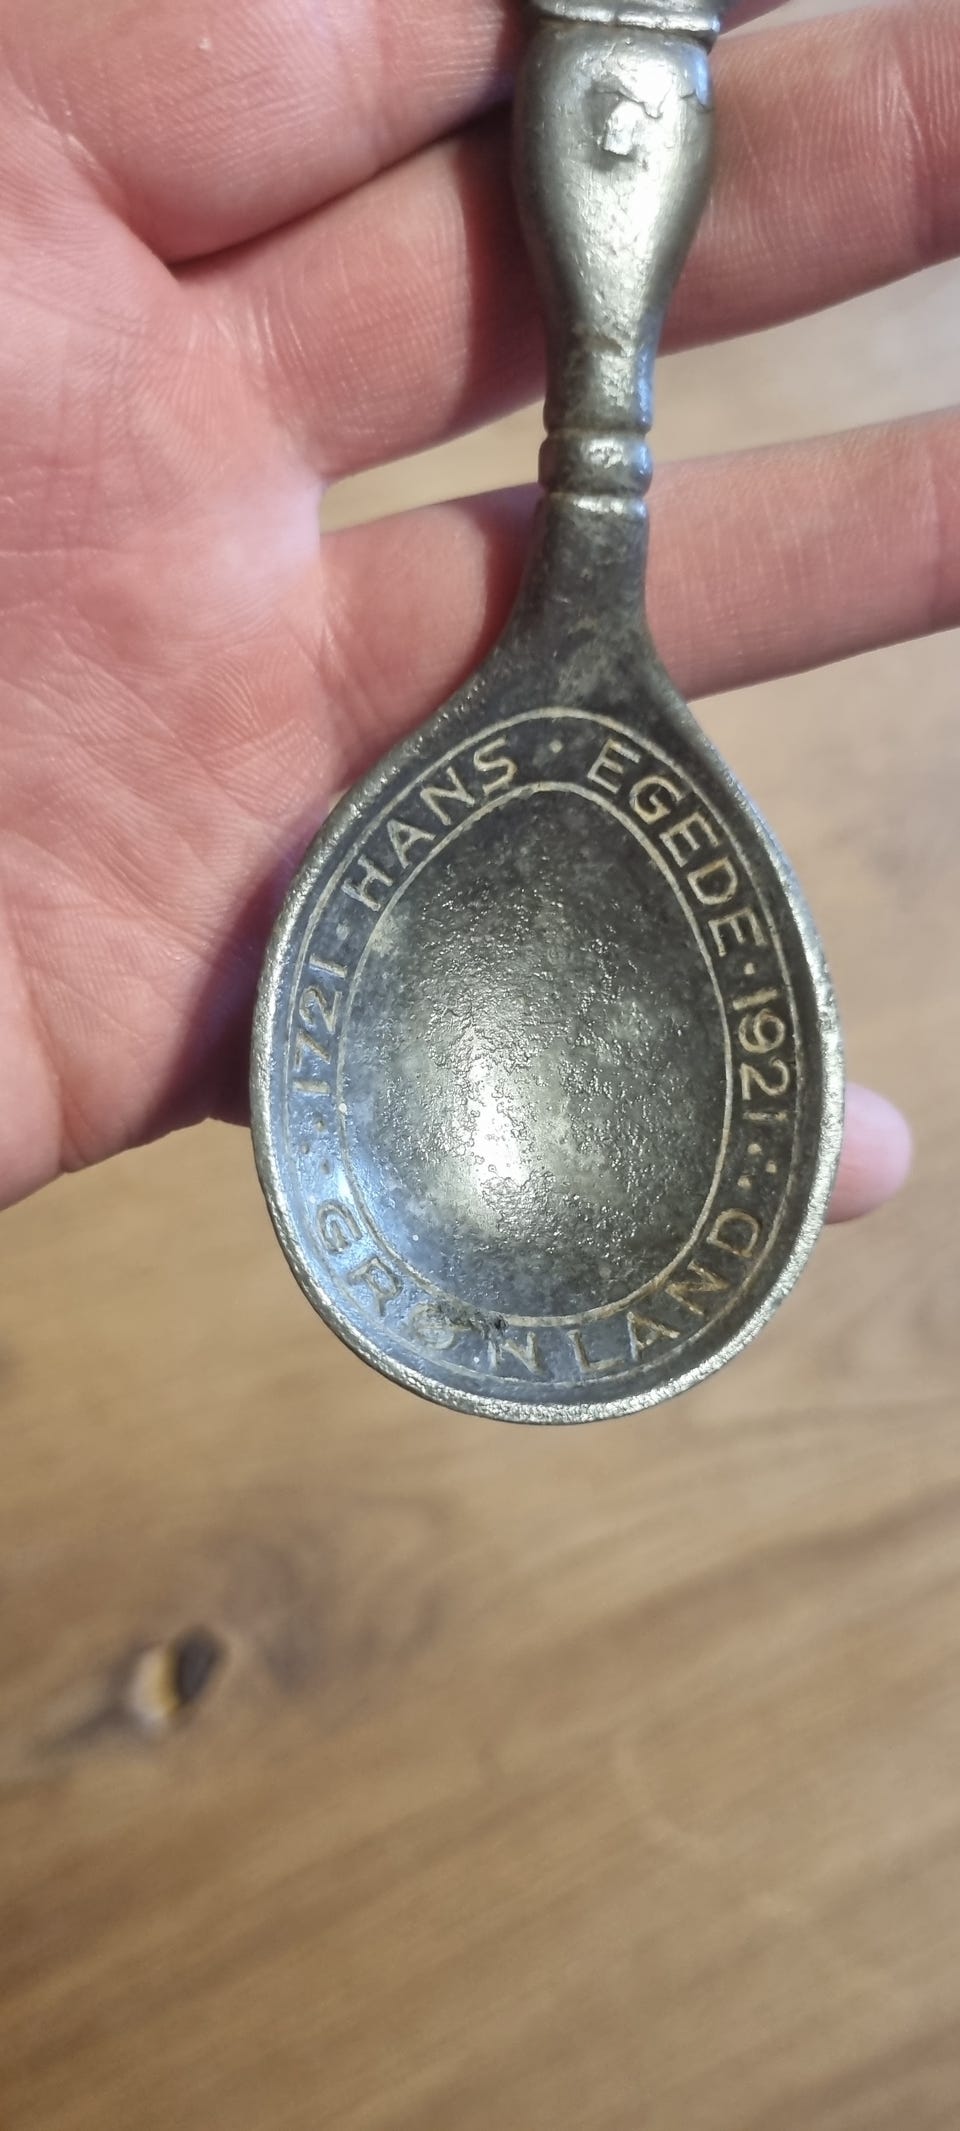 1721 · HANS · EGEDE · 1921
GRØNLAND